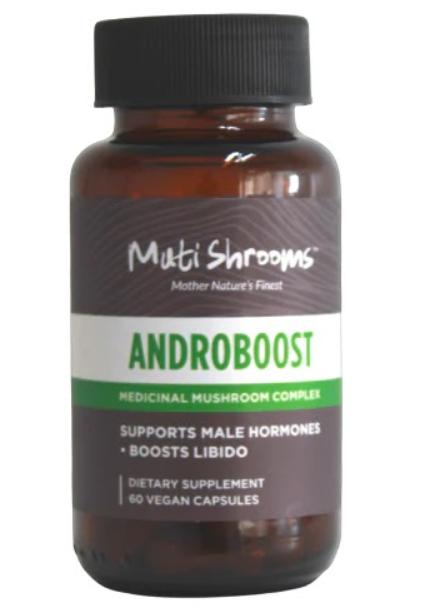 Muti Shrooms™
Mother Nature's Finest
ANDROBOOST
MEDICINAL MUSHROOM COMPLEX
SUPPORTS MALE HORMONES
• BOOSTS LIBIDO
DIETARY SUPPLEMENT
60 VEGAN CAPSULES